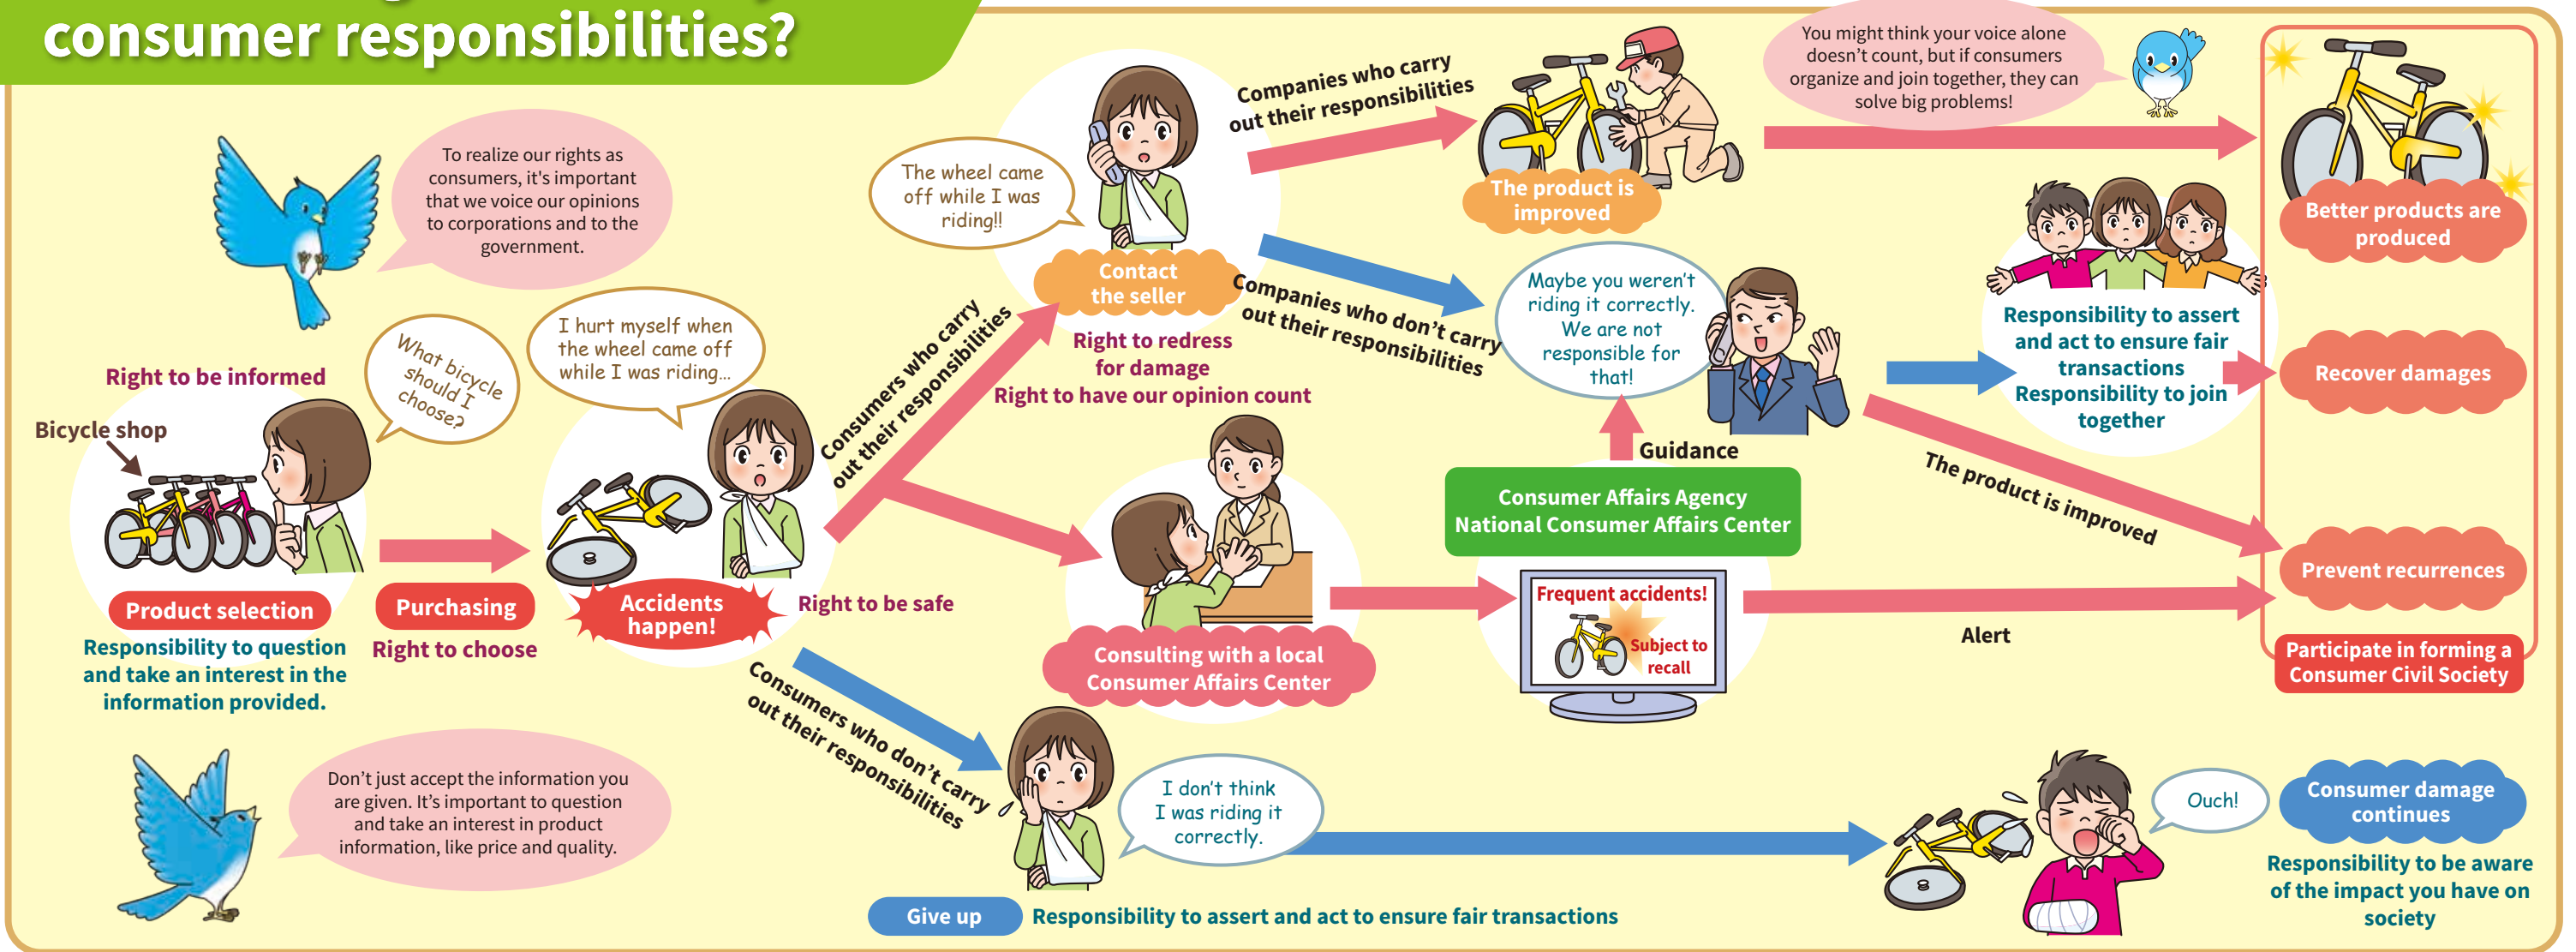 consumer responsibilities?
To realize our rights as
consumers, it's important
that we voice our opinions
to corporations and to the
government.
Right to be informed
Bicycle shop
What bicycle
should I
choose?
Product selection
Responsibility to question
and take an interest in the
information provided.
Purchasing
Right to choose
Don't just accept the information you
are given. It's important to question
and take an interest in product
information, like price and quality.
I hurt myself when
the wheel came off
while I was riding...
Accidents
happen!
Right to be safe
Consumers who carry
out their responsibilities
The wheel came
off while I was
riding!!
Contact
the seller
Right to redress
for damage
Right to have our opinion count
Companies who carry
out their responsibilities
The product is
improved
You might think your voice alone
doesn't count, but if consumers
organize and join together, they can
solve big problems!
Companies who don't carry
out their responsibilities
Maybe you weren't
riding it correctly.
We are not
responsible for
that!
Guidance
Consumer Affairs Agency
National Consumer Affairs Center
Frequent accidents!
Subject to
recall
Consulting with a local
Consumer Affairs Center
Responsibility to assert
and act to ensure fair
transactions
Responsibility to join
together
The product is improved
Alert
Better products are
produced
Recover damages
Prevent recurrences
Participate in forming a
Consumer Civil Society
Consumers who don't carry
out their responsibilities
I don't think
I was riding it
correctly.
Give up
Responsibility to assert and act to ensure fair transactions
Ouch!
Consumer damage
continues
Responsibility to be aware
of the impact you have on
society